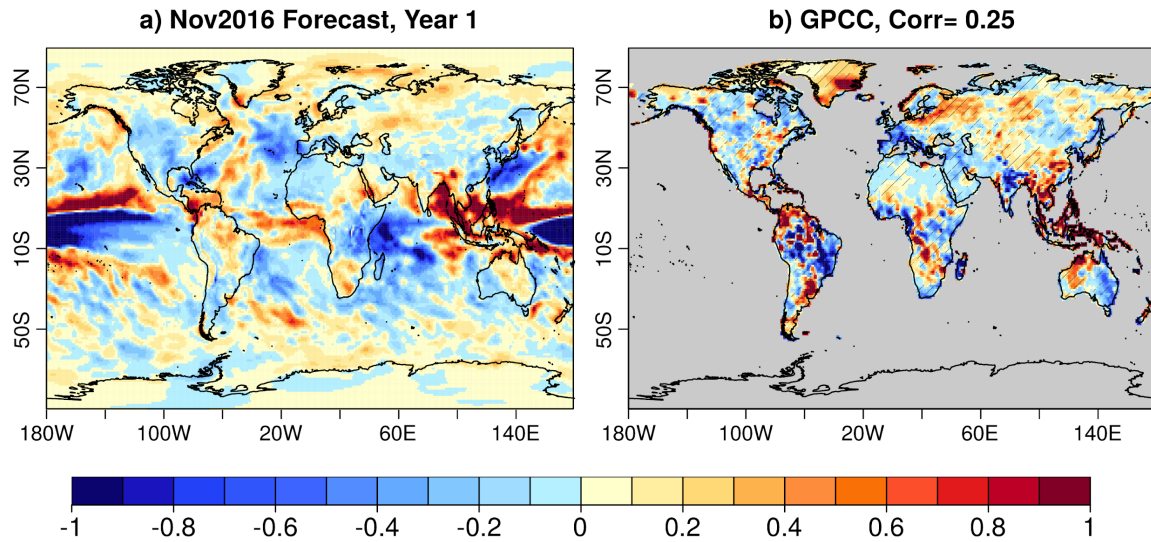 a) Nov2016 Forecast, Year 1
b) GPCC, Corr= 0.25
70N
30N
10S
50S
180W 100W 20W 60E 140E
70N
30N
10S
50S
180W 100W 20W 60E 140E
-1 -0.8 -0.6 -0.4 -0.2 0 0.2 0.4 0.6 0.8 1